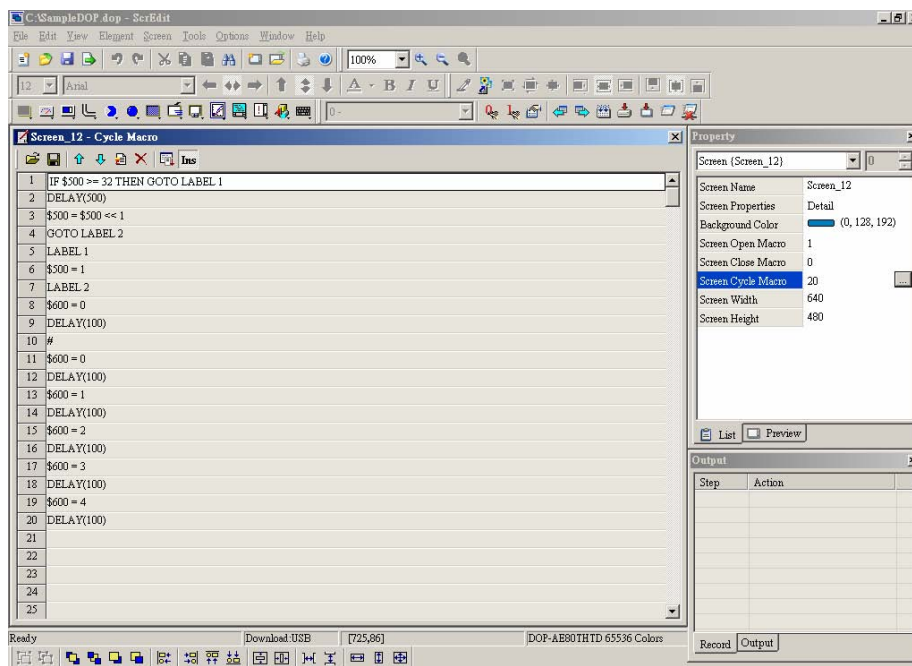 C:\SampleDOP.dop - ScrEdit
File Edit View Element Screen Tools Options Window Help
100%
12 Arial A B I U
0 -
Screen_12 - Cycle Macro
Ins
1 IF $500 >= 32 THEN GOTO LABEL 1
2 DELAY(500)
3 $500 = $500 << 1
4 GOTO LABEL 2
5 LABEL 1
6 $500 = 1
7 LABEL 2
8 $600 = 0
9 DELAY(100)
10 #
11 $600 = 0
12 DELAY(100)
13 $600 = 1
14 DELAY(100)
15 $600 = 2
16 DELAY(100)
17 $600 = 3
18 DELAY(100)
19 $600 = 4
20 DELAY(100)
21
22
23
24
25
Property
Screen {Screen_12} 0
Screen Name Screen_12
Screen Properties Detail
Background Color (0, 128, 192)
Screen Open Macro 1
Screen Close Macro 0
Screen Cycle Macro 20 ...
Screen Width 640
Screen Height 480
List Preview
Output
Step Action
Record Output
Ready Download:USB [725,86] DOP-AE80THTD 65536 Colors